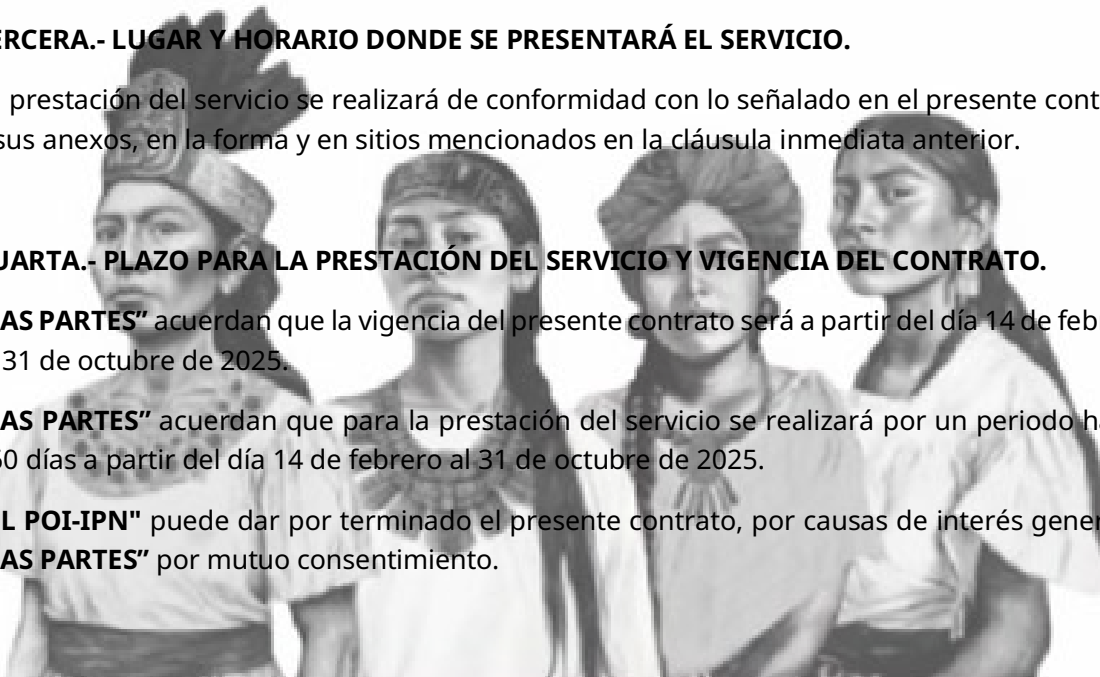 ERCERA.- LUGAR Y HORARIO DONDE SE PRESENTARÁ EL SERVICIO.
prestación del servicio se realizará de conformidad con lo señalado en el presente cont
sus anexos, en la forma y en sitios mencionados en la cláusula inmediata anterior.
UARTA.- PLAZO PARA LA PRESTACIÓN DEL SERVICIO Y VIGENCIA DEL CONTRATO.
AS PARTES” acuerdan que la vigencia del presente contrato será a partir del día 14 de feb
31 de octubre de 2025.
AS PARTES” acuerdan que para la prestación del servicio se realizará por un periodo h
60 días a partir del día 14 de febrero al 31 de octubre de 2025.
L POI-IPN" puede dar por terminado el presente contrato, por causas de interés gener
AS PARTES” por mutuo consentimiento.